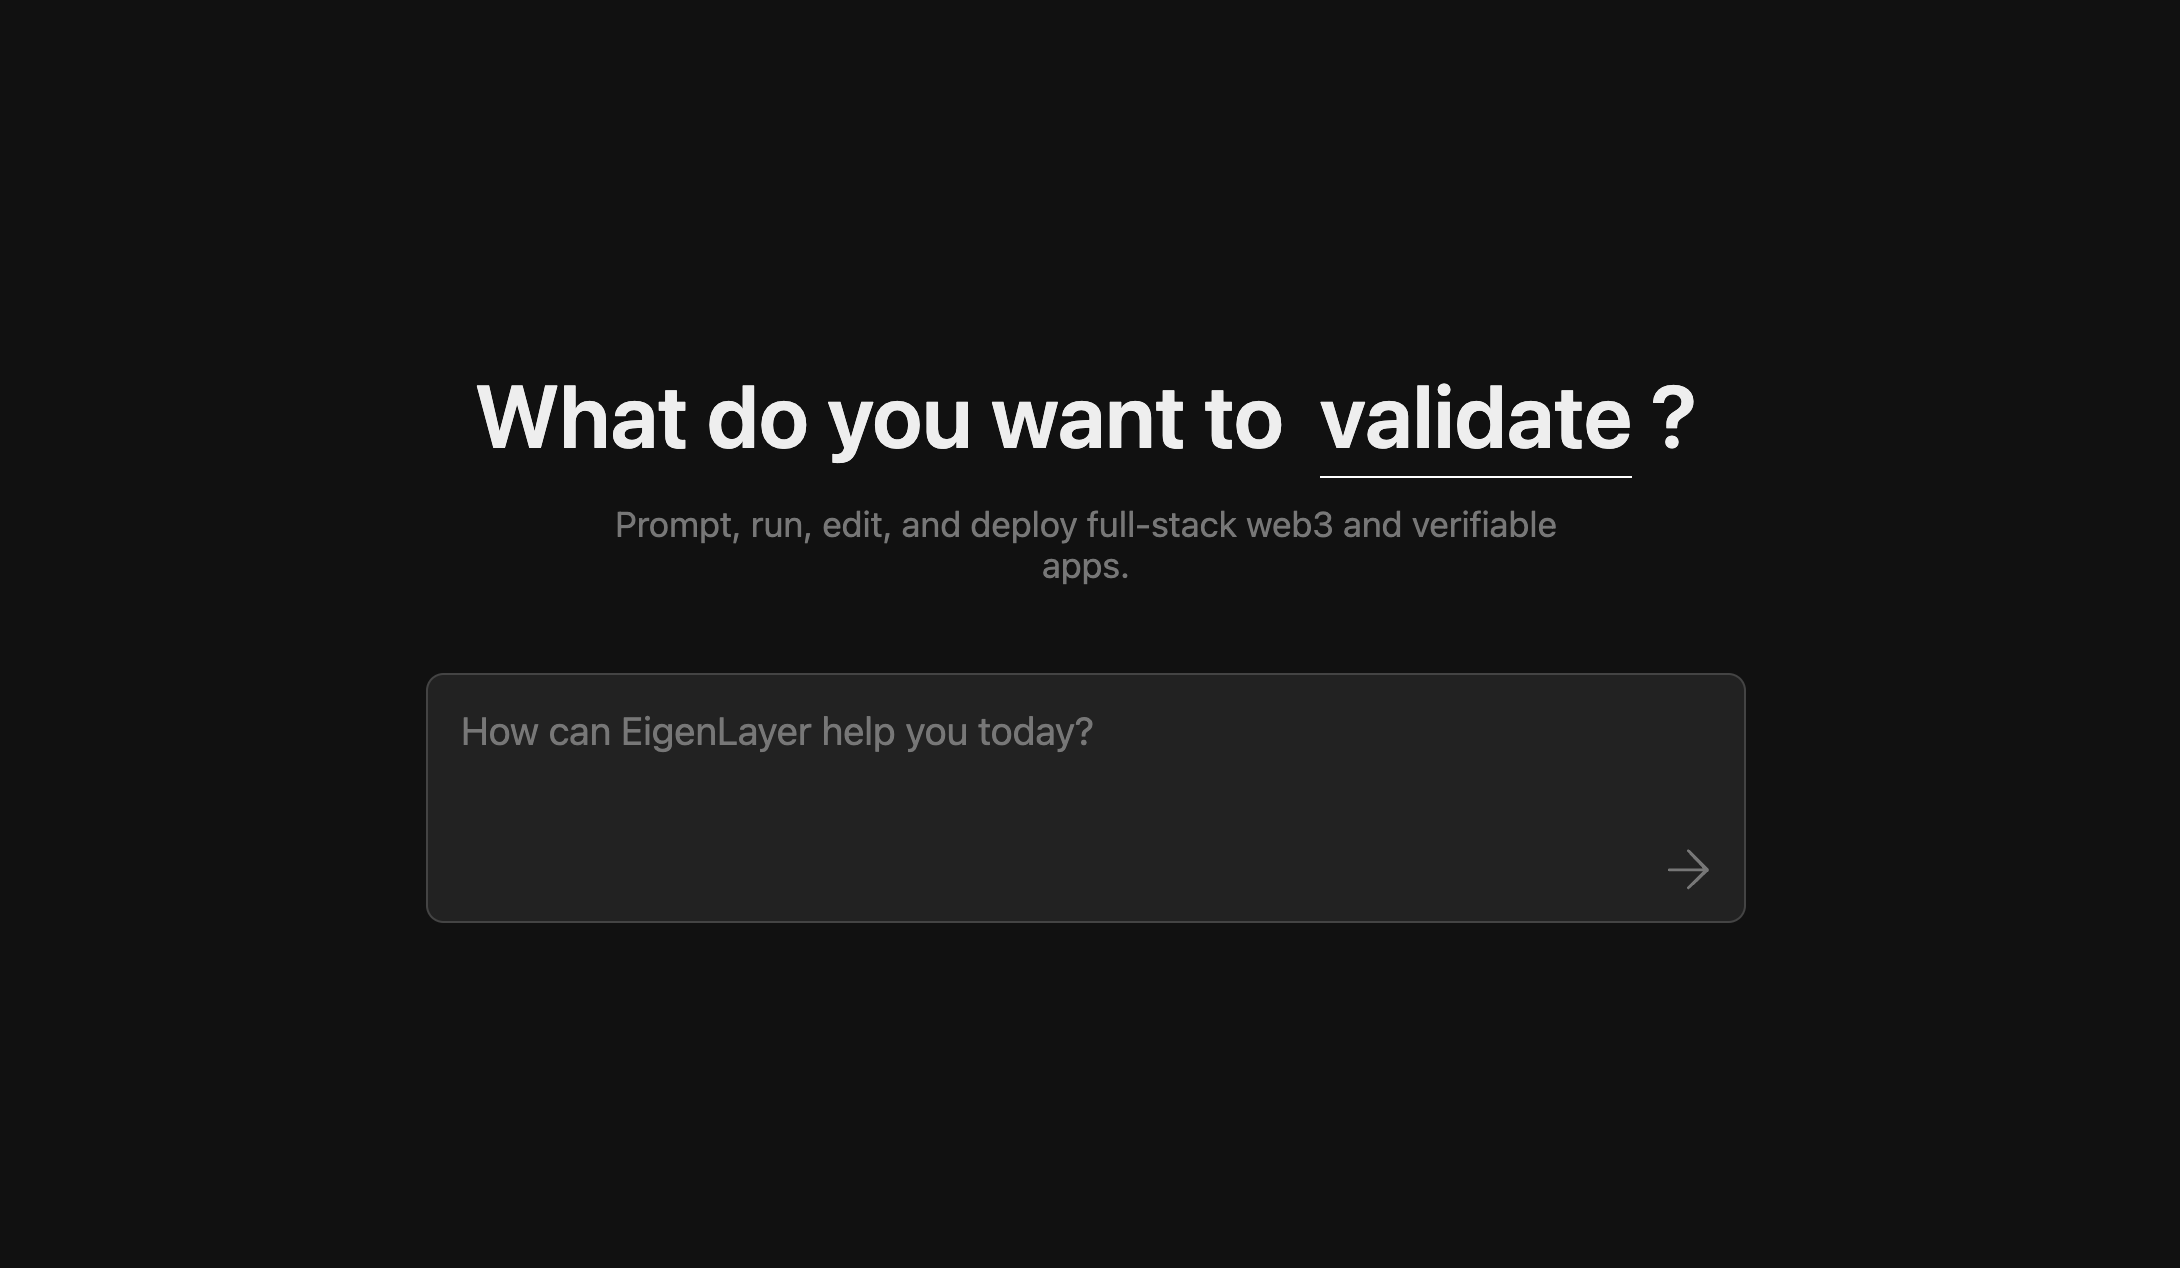 What do you want to validate ?
Prompt, run, edit, and deploy full-stack web3 and verifiable
apps.
How can EigenLayer help you today?